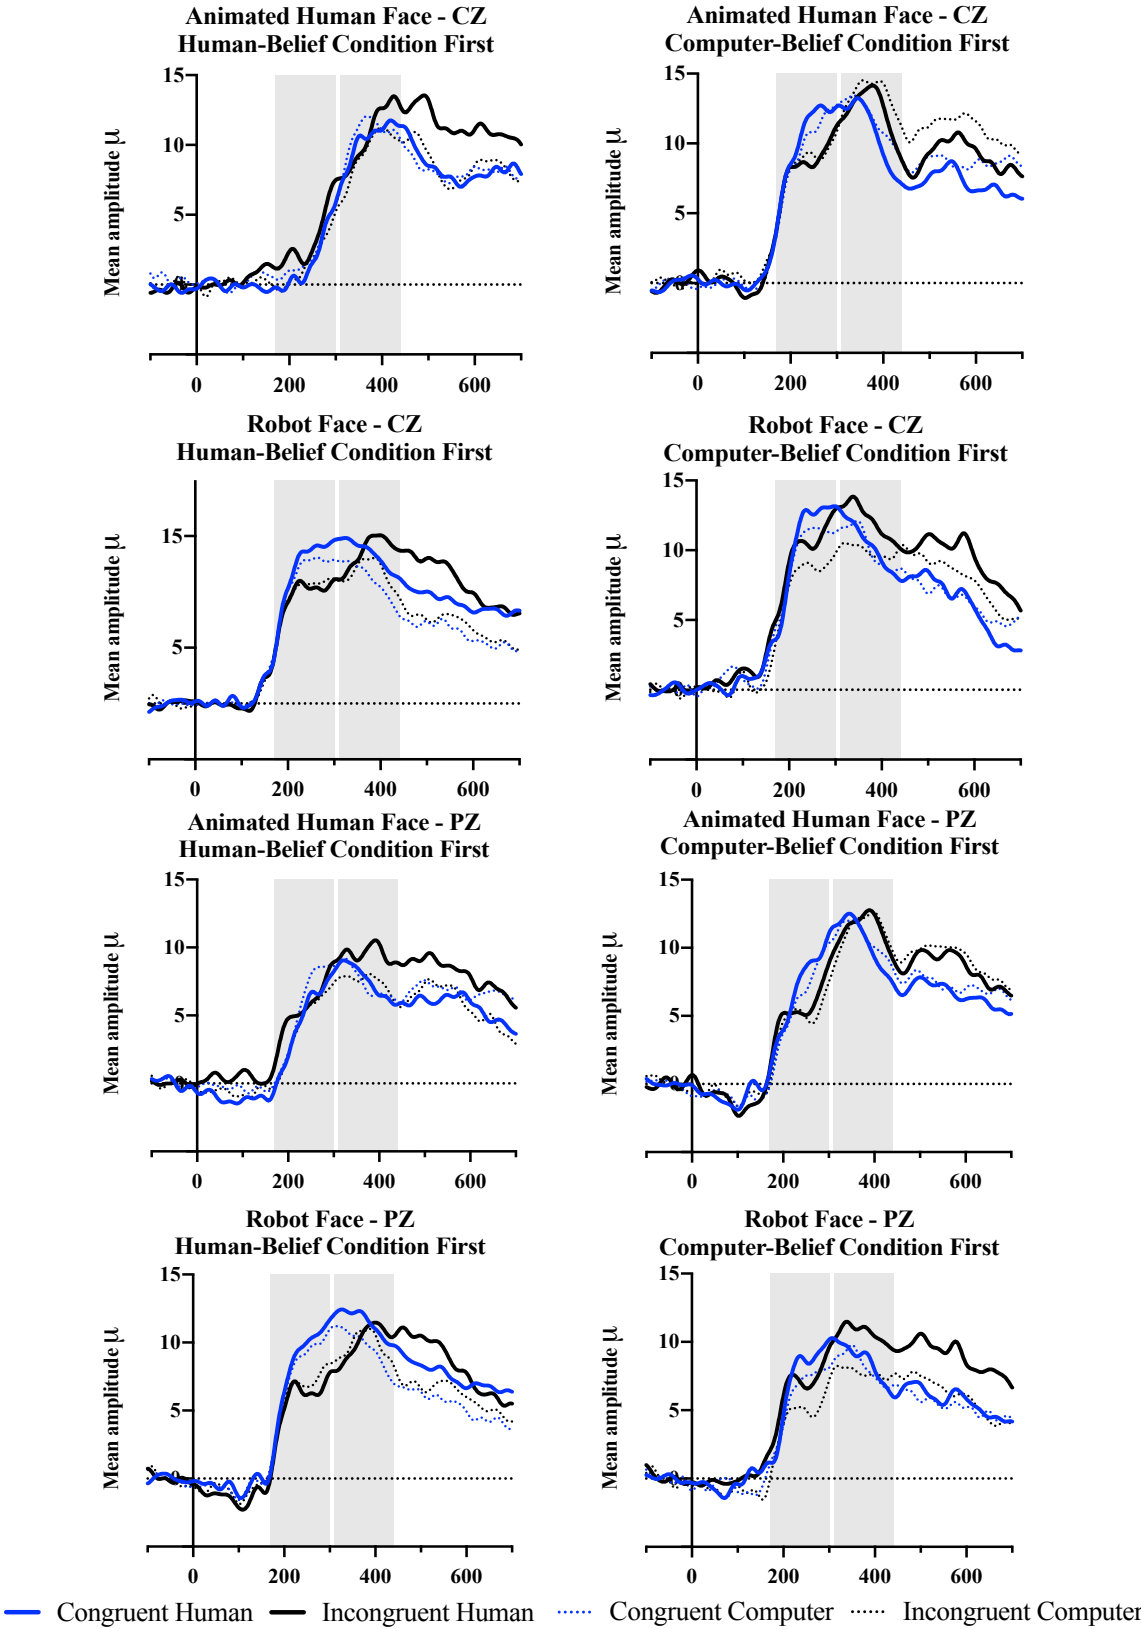 Animated Human Face - CZ
Human-Belief Condition First
15
10
5
0
Mean amplitude µ
0 200 400 600
Animated Human Face - CZ
Computer-Belief Condition First
15
10
5
0
Mean amplitude µ
0 200 400 600
Robot Face - CZ
Human-Belief Condition First
15
5
Mean amplitude µ
0 200 400 600
Robot Face - CZ
Computer-Belief Condition First
15
10
5
Mean amplitude µ
0 200 400 600
Animated Human Face - PZ
Human-Belief Condition First
15
10
5
0
Mean amplitude µ
0 200 400 600
Animated Human Face - PZ
Computer-Belief Condition First
15
10
5
0
Mean amplitude µ
0 200 400 600
Robot Face - PZ
Human-Belief Condition First
15
10
5
0
Mean amplitude µ
0 200 400 600
Robot Face - PZ
Computer-Belief Condition First
15
10
5
0
Mean amplitude µ
0 200 400 600
Congruent Human Incongruent Human Congruent Computer Incongruent Computer